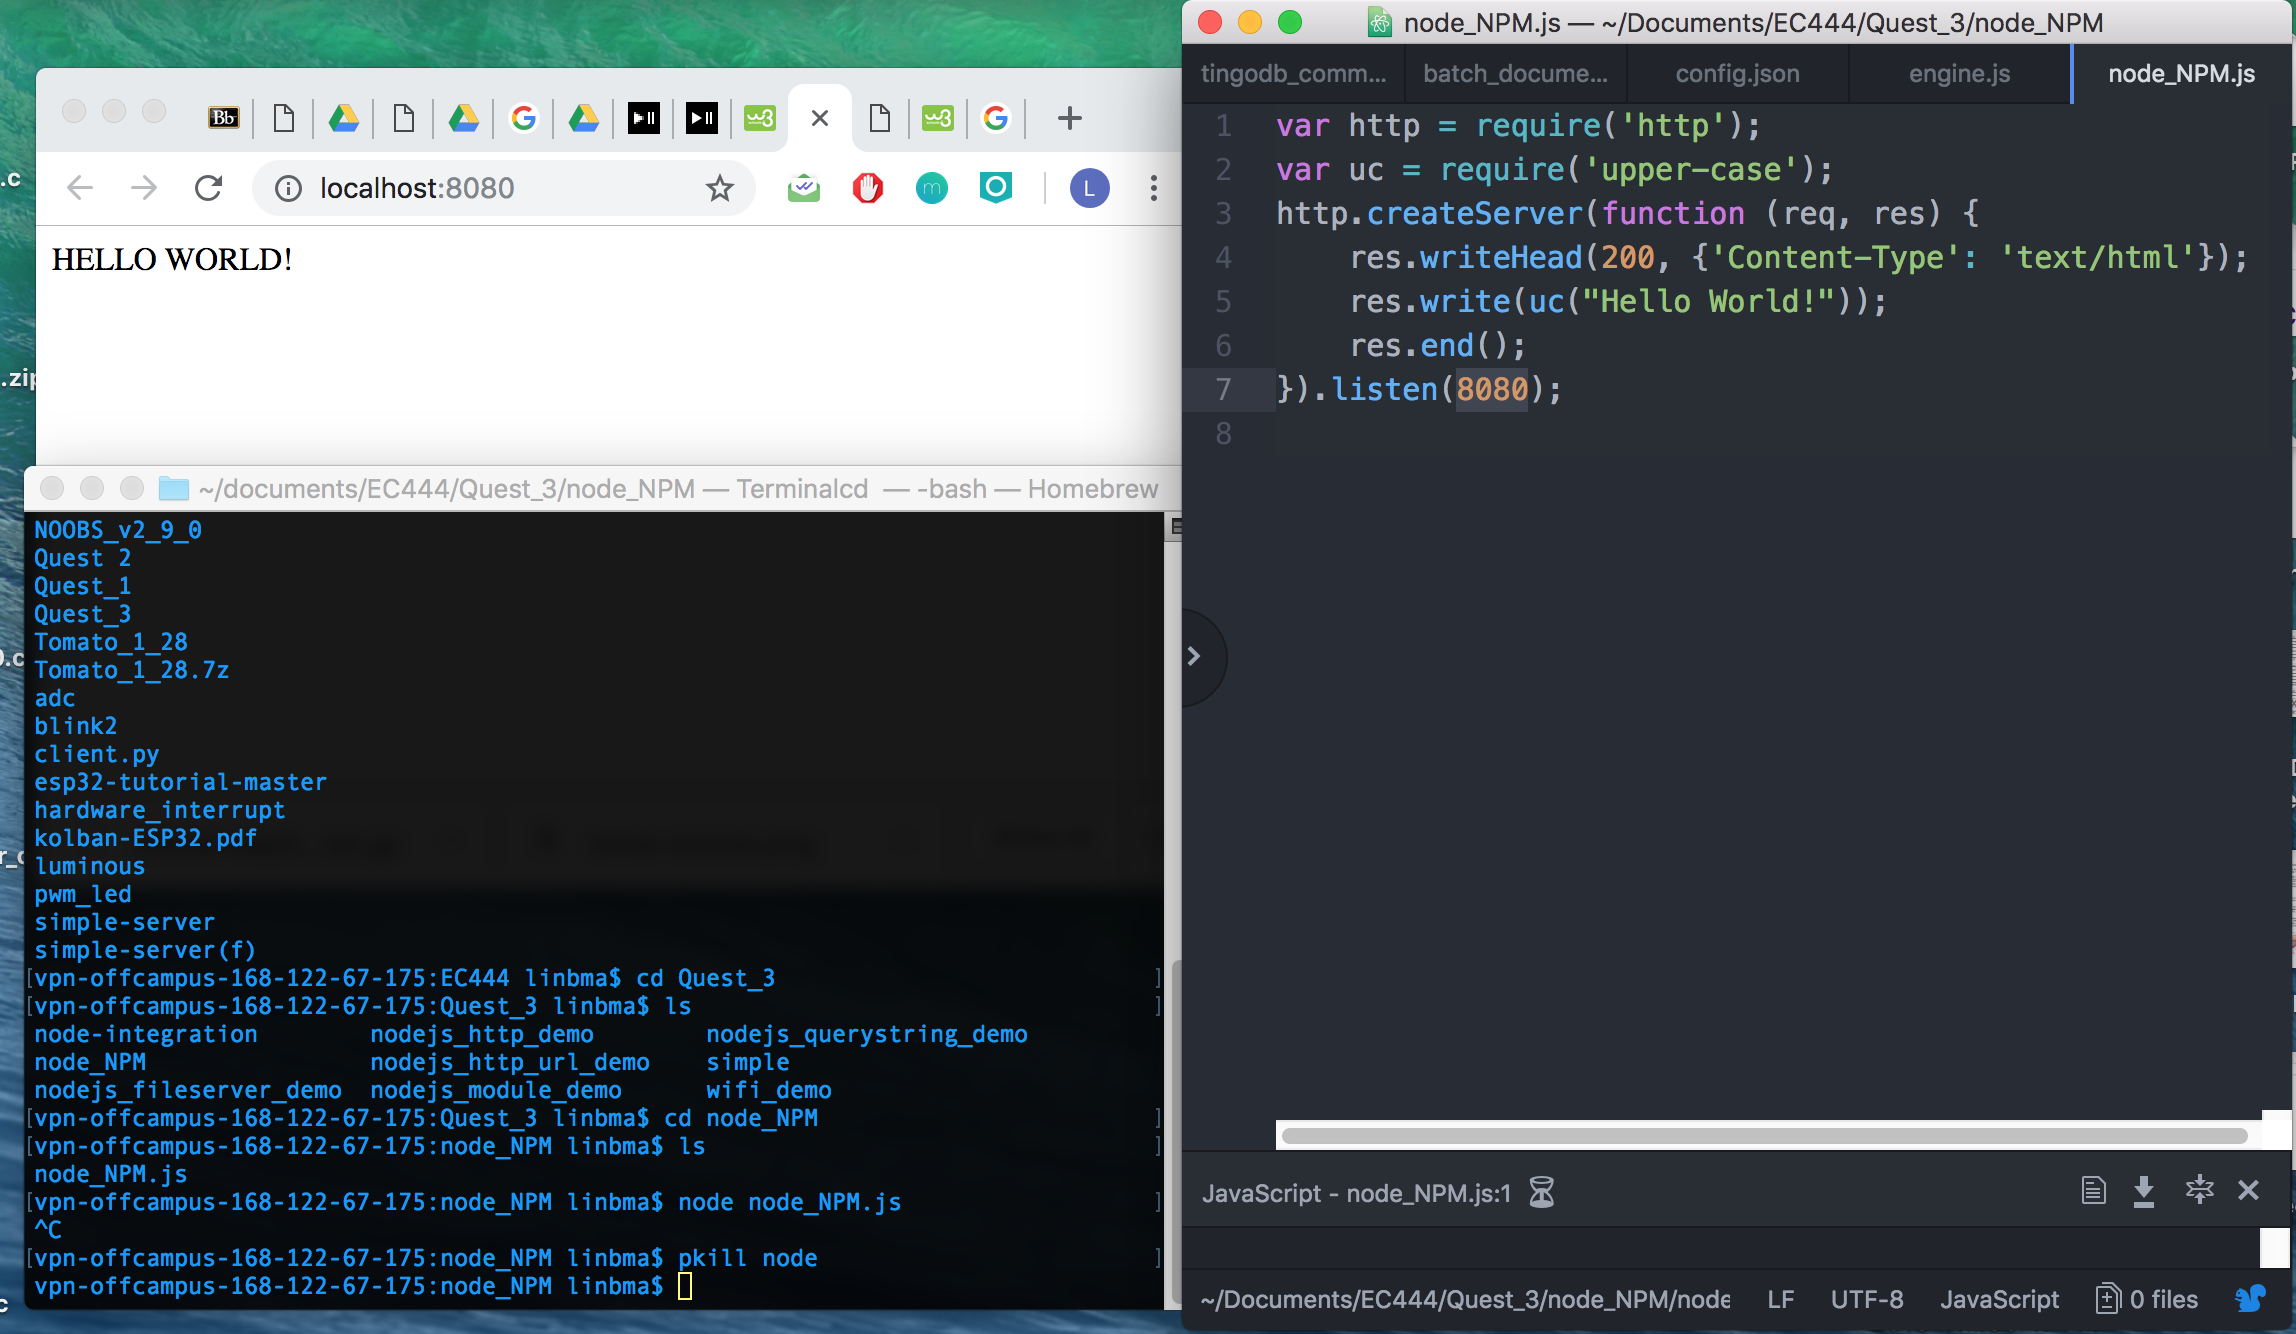 Bb
w3
w3
localhost:8080
m
L
HELLO WORLD!
.c
.zip
~/documents/EC444/Quest_3/node_NPM — Terminalcd — -bash — Homebrew
NOOBS_v2_9_0
Quest 2
Quest_1
Quest_3
Tomato_1_28
Tomato_1_28.7z
adc
blink2
client.py
esp32-tutorial-master
hardware_interrupt
kolban-ESP32.pdf
luminous
pwm_led
simple-server
simple-server(f)
[vpn-offcampus-168-122-67-175:EC444 linbma$ cd Quest_3 ]
[vpn-offcampus-168-122-67-175:Quest_3 linbma$ ls ]
node-integration nodejs_http_demo nodejs_querystring_demo
node_NPM nodejs_http_url_demo simple
nodejs_fileserver_demo nodejs_module_demo wifi_demo
[vpn-offcampus-168-122-67-175:Quest_3 linbma$ cd node_NPM ]
[vpn-offcampus-168-122-67-175:node_NPM linbma$ ls ]
node_NPM.js
[vpn-offcampus-168-122-67-175:node_NPM linbma$ node node_NPM.js ]
^C
[vpn-offcampus-168-122-67-175:node_NPM linbma$ pkill node ]
vpn-offcampus-168-122-67-175:node_NPM linbma$
node_NPM.js — ~/Documents/EC444/Quest_3/node_NPM
tingodb_comm... batch_docume... config.json engine.js node_NPM.js
1 var http = require('http');
2 var uc = require('upper-case');
3 http.createServer(function (req, res) {
4 res.writeHead(200, {'Content-Type': 'text/html'});
5 res.write(uc("Hello World!"));
6 res.end();
7 }).listen(8080);
8
JavaScript - node_NPM.js:1
~/Documents/EC444/Quest_3/node_NPM/node LF UTF-8 JavaScript 0 files